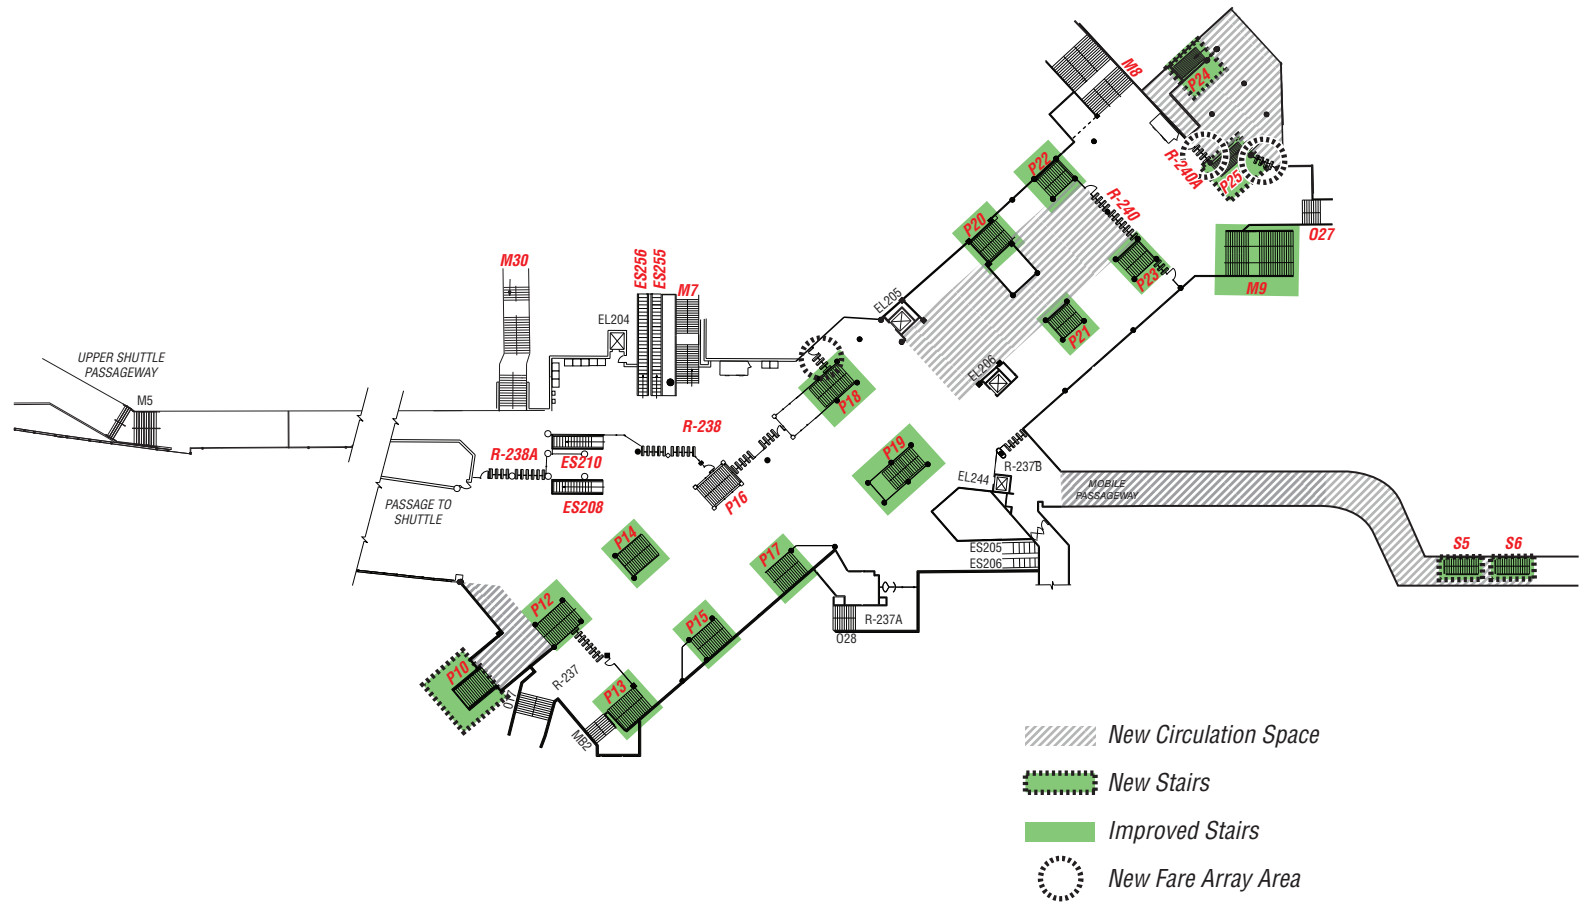 M8
P24
P22
R-240A
P25
R-240
P20
O27
P23
M9
ES256
ES255
M30
M7
EL205
EL204
P21
UPPER SHUTTLE
PASSAGEWAY
EL206
M5
P18
R-238
R-238A
ES210
P19
R-237B
EL244
MOBILE
PASSAGEWAY
P16
PASSAGE TO
SHUTTLE
ES208
P14
P17
ES205
ES206
S5
S6
P12
P15
R-237A
O28
P10
R-237
P13
O17
MB2
New Circulation Space
New Stairs
Improved Stairs
New Fare Array Area